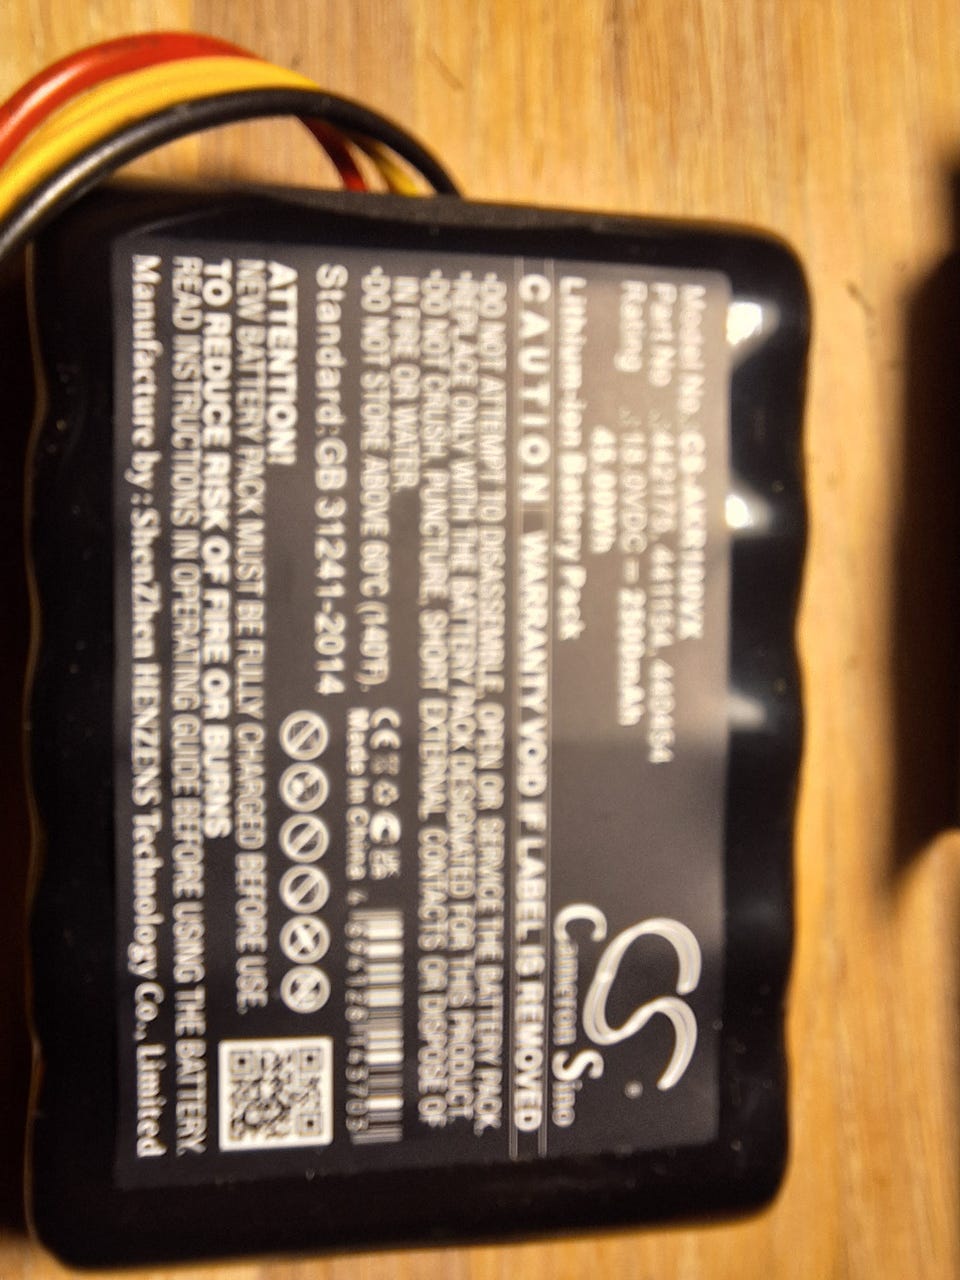 Model No.: CS-AKR100VX
Part No .:
Rating .: 18.0VDC ⎓ 2500mAh
45.00Wh
Lithium-ion Battery Pack
CS
Cameron Sino
CAUTION WARRANTY VOID IF LABEL IS REMOVED
·DO NOT ATTEMPT TO DISASSEMBLE, OPEN OR SERVICE THE BATTERY PACK.
·REPLACE ONLY WITH THE BATTERY PACK DESIGNATED FOR THIS PRODUCT.
·DO NOT CRUSH, PUNCTURE, SHORT EXTERNAL CONTACTS OR DISPOSE OF
IN FIRE OR WATER.
·DO NOT STORE ABOVE 60℃ (140℉).
Standard:GB 31241-2014
CE
Made In China
ATTENTION!
NEW BATTERY PACK MUST BE FULLY CHARGED BEFORE USE.
TO REDUCE RISK OF FIRE OR BURNS
READ INSTRUCTIONS IN OPERATING GUIDE BEFORE USING THE BATTERY.
Manufacture by: ShenZhen HENZENS Technology Co., Limited